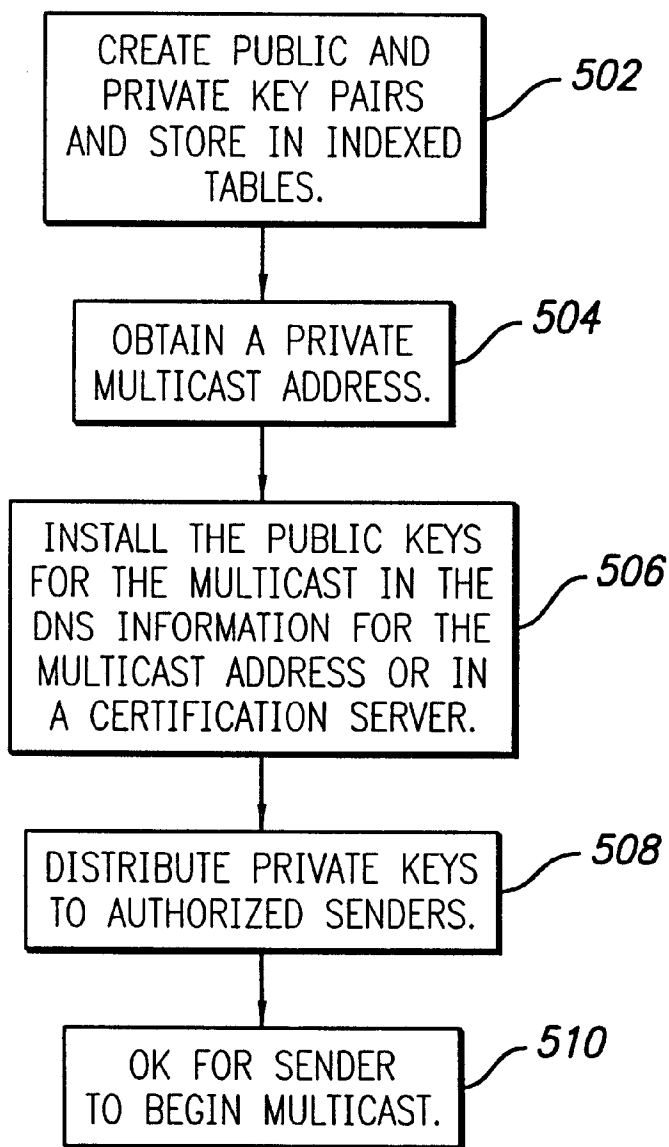 CREATE PUBLIC AND
PRIVATE KEY PAIRS
AND STORE IN INDEXED
TABLES.
502
OBTAIN A PRIVATE
MULTICAST ADDRESS.
504
INSTALL THE PUBLIC KEYS
FOR THE MULTICAST IN THE
DNS INFORMATION FOR THE
MULTICAST ADDRESS OR IN
A CERTIFICATION SERVER.
506
DISTRIBUTE PRIVATE KEYS
TO AUTHORIZED SENDERS.
508
OK FOR SENDER
TO BEGIN MULTICAST.
510